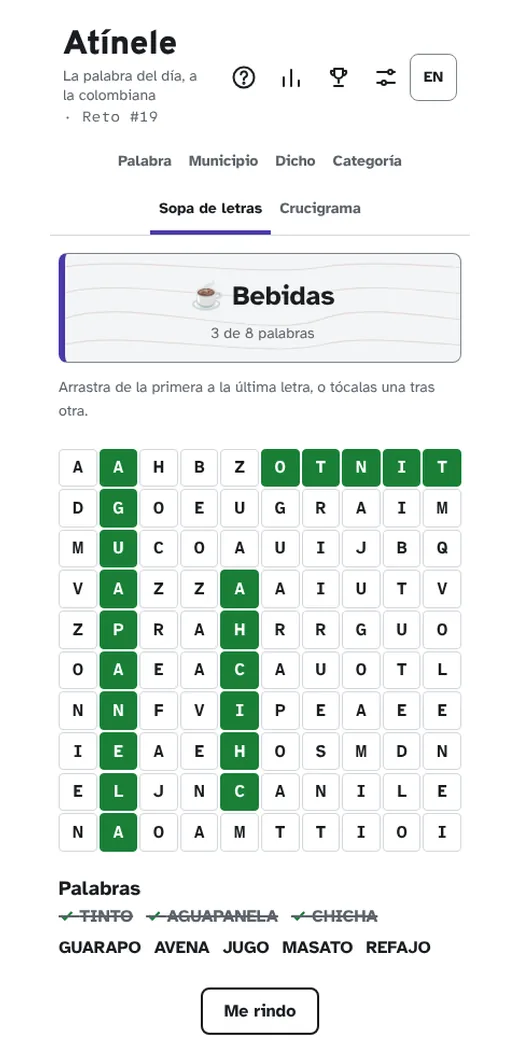 Atínele
La palabra del día, a
la colombiana
· Reto #19
EN
Palabra Municipio Dicho Categoría
Sopa de letras Crucigrama
☕ Bebidas
3 de 8 palabras
Arrastra de la primera a la última letra, o tócalas una tras
otra.
A A H B Z O T N I T
D G O E U G R A I M
M U C O A U I J B Q
V A Z Z A A I U T V
Z P R A H R R G U O
O A E A C A U O T L
N N F V I P E A E E
I E A E H O S M D N
E L J N C A N I L E
N A O A M T T I O I
Palabras
✓ TINTO ✓ AGUAPANELA ✓ CHICHA
GUARAPO AVENA JUGO MASATO REFAJO
Me rindo